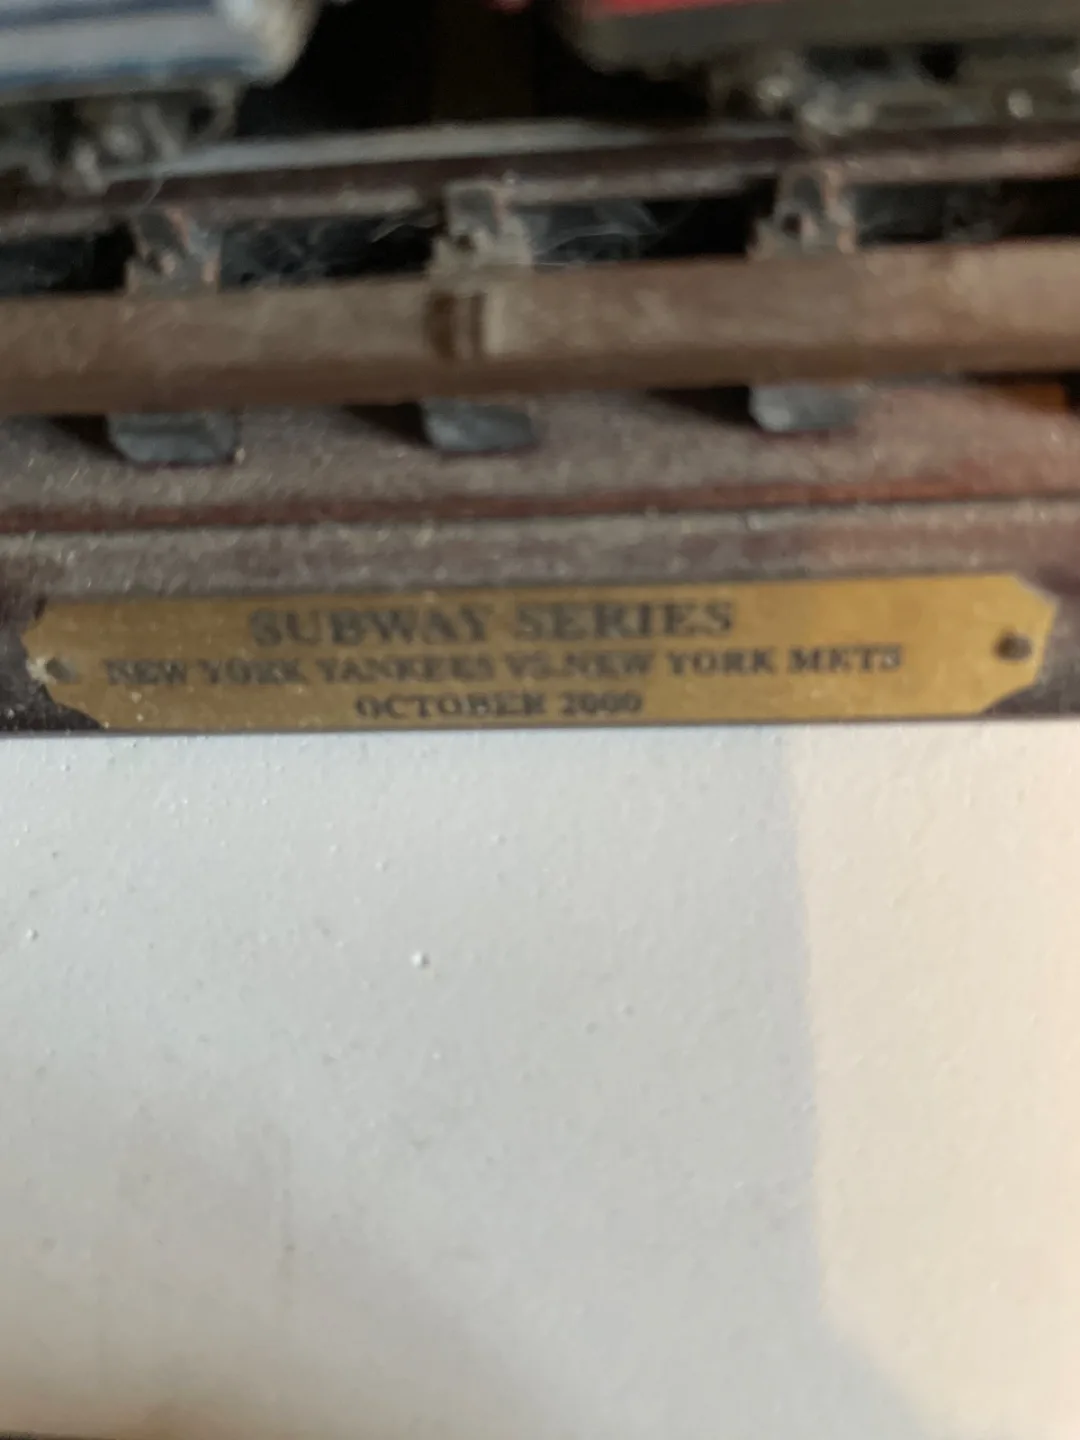 SUBWAY SERIES
NEW YORK YANKEES VS. NEW YORK METS
OCTOBER 2000